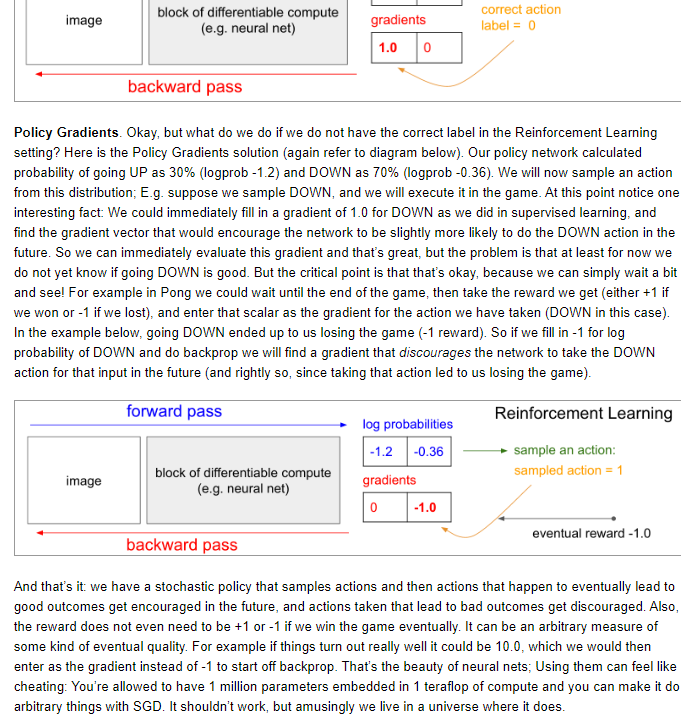 block of differentiable compute
(e.g. neural net)
image
gradients
1.0 0
correct action
label = 0
backward pass
Policy Gradients. Okay, but what do we do if we do not have the correct label in the Reinforcement Learning
setting? Here is the Policy Gradients solution (again refer to diagram below). Our policy network calculated
probability of going UP as 30% (logprob -1.2) and DOWN as 70% (logprob -0.36). We will now sample an action
from this distribution; E.g. suppose we sample DOWN, and we will execute it in the game. At this point notice one
interesting fact: We could immediately fill in a gradient of 1.0 for DOWN as we did in supervised learning, and
find the gradient vector that would encourage the network to be slightly more likely to do the DOWN action in the
future. So we can immediately evaluate this gradient and that's great, but the problem is that at least for now we
do not yet know if going DOWN is good. But the critical point is that that's okay, because we can simply wait a bit
and see! For example in Pong we could wait until the end of the game, then take the reward we get (either +1 if
we won or -1 if we lost), and enter that scalar as the gradient for the action we have taken (DOWN in this case).
In the example below, going DOWN ended up to us losing the game (-1 reward). So if we fill in -1 for log
probability of DOWN and do backprop we will find a gradient that discourages the network to take the DOWN
action for that input in the future (and rightly so, since taking that action led to us losing the game).
forward pass
log probabilities
Reinforcement Learning
-1.2 -0.36
sample an action:
sampled action = 1
image
block of differentiable compute
(e.g. neural net)
gradients
0 -1.0
eventual reward -1.0
backward pass
And that's it: we have a stochastic policy that samples actions and then actions that happen to eventually lead to
good outcomes get encouraged in the future, and actions taken that lead to bad outcomes get discouraged. Also,
the reward does not even need to be +1 or -1 if we win the game eventually. It can be an arbitrary measure of
some kind of eventual quality. For example if things turn out really well it could be 10.0, which we would then
enter as the gradient instead of -1 to start off backprop. That's the beauty of neural nets; Using them can feel like
cheating: You're allowed to have 1 million parameters embedded in 1 teraflop of compute and you can make it do
arbitrary things with SGD. It shouldn't work, but amusingly we live in a universe where it does.